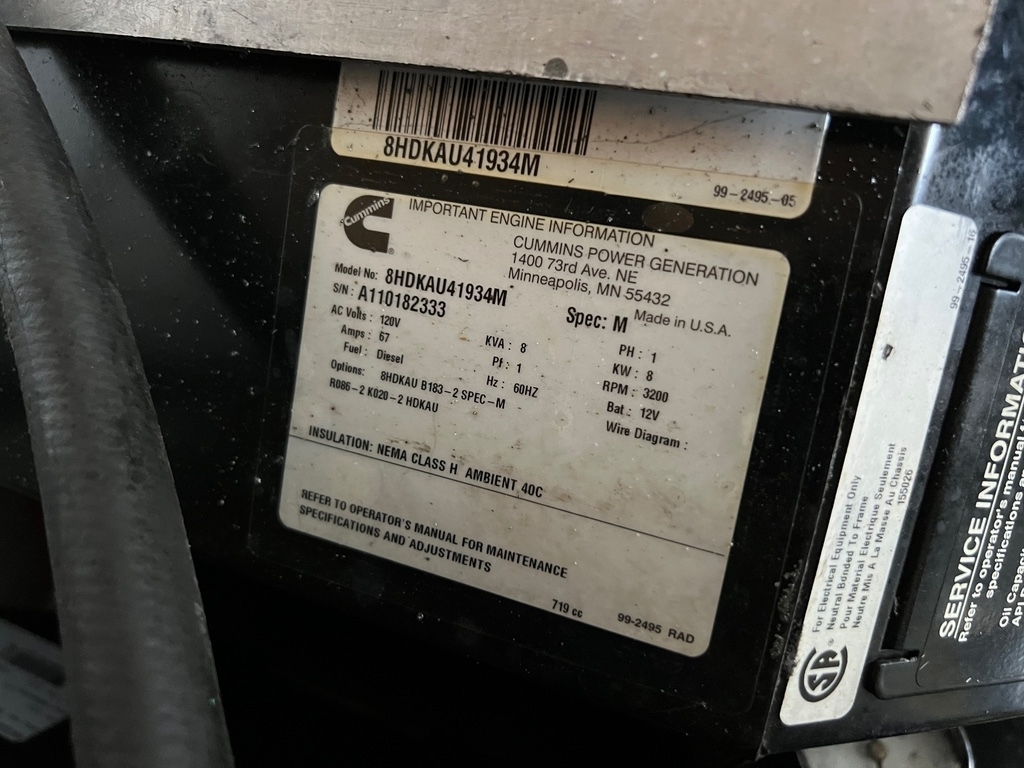 8HDKAU41934M
99-2495-05
Cummins
IMPORTANT ENGINE INFORMATION
CUMMINS POWER GENERATION
1400 73rd Ave. NE
Minneapolis, MN 55432
Made in U.S.A.
Model No: 8HDKAU41934M
S/N: A110182333
Spec: M
AC Volts: 120V
KVA: 8
PH: 1
Amps: 67
Pf: 1
KW: 8
Fuel: Diesel
Hz: 60HZ
RPM: 3200
Bat: 12V
Options: 8HDKAU B183-2 SPEC-M
Wire Diagram:
R086-2 K020-2 HDKAU
INSULATION: NEMA CLASS H AMBIENT 40C
REFER TO OPERATOR'S MANUAL FOR MAINTENANCE
SPECIFICATIONS AND ADJUSTMENTS
719 cc
99-2495 RAD
99-2495-16
For Electrical Equipment Only
Neutral Bonded To Frame
Pour Material Electrique Seulement
Neutre Mis A La Masse Au Chassis
155026
SERVICE INFORMATI
Refer to operator's manual
specifications
Oil Capaci
API